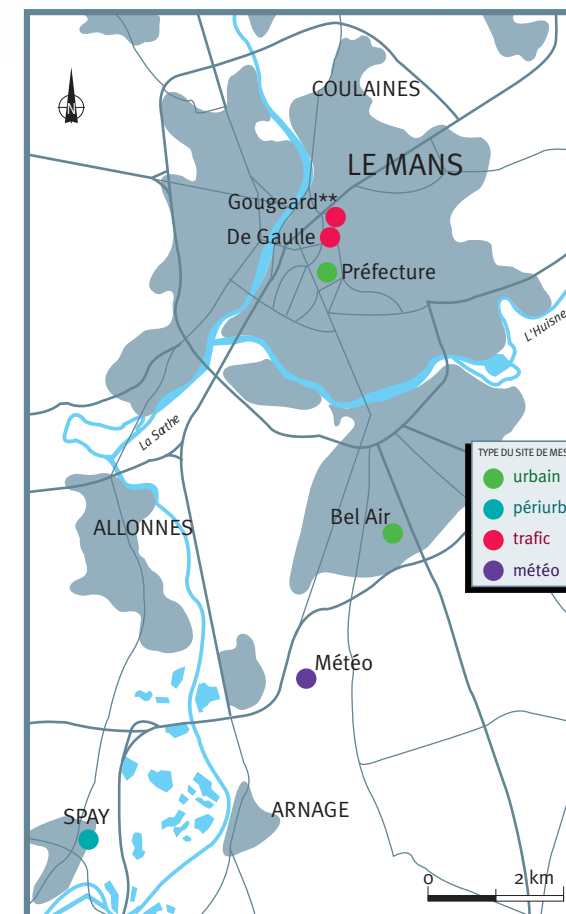 N
COULAINES
LE MANS
Gougeard**
De Gaulle
Préfecture
L'Huisne
La Sarthe
TYPE DU SITE DE MES
urbain
périurb
trafic
météo
Bel Air
ALLONNES
Météo
SPAY
ARNAGE
0 2 km